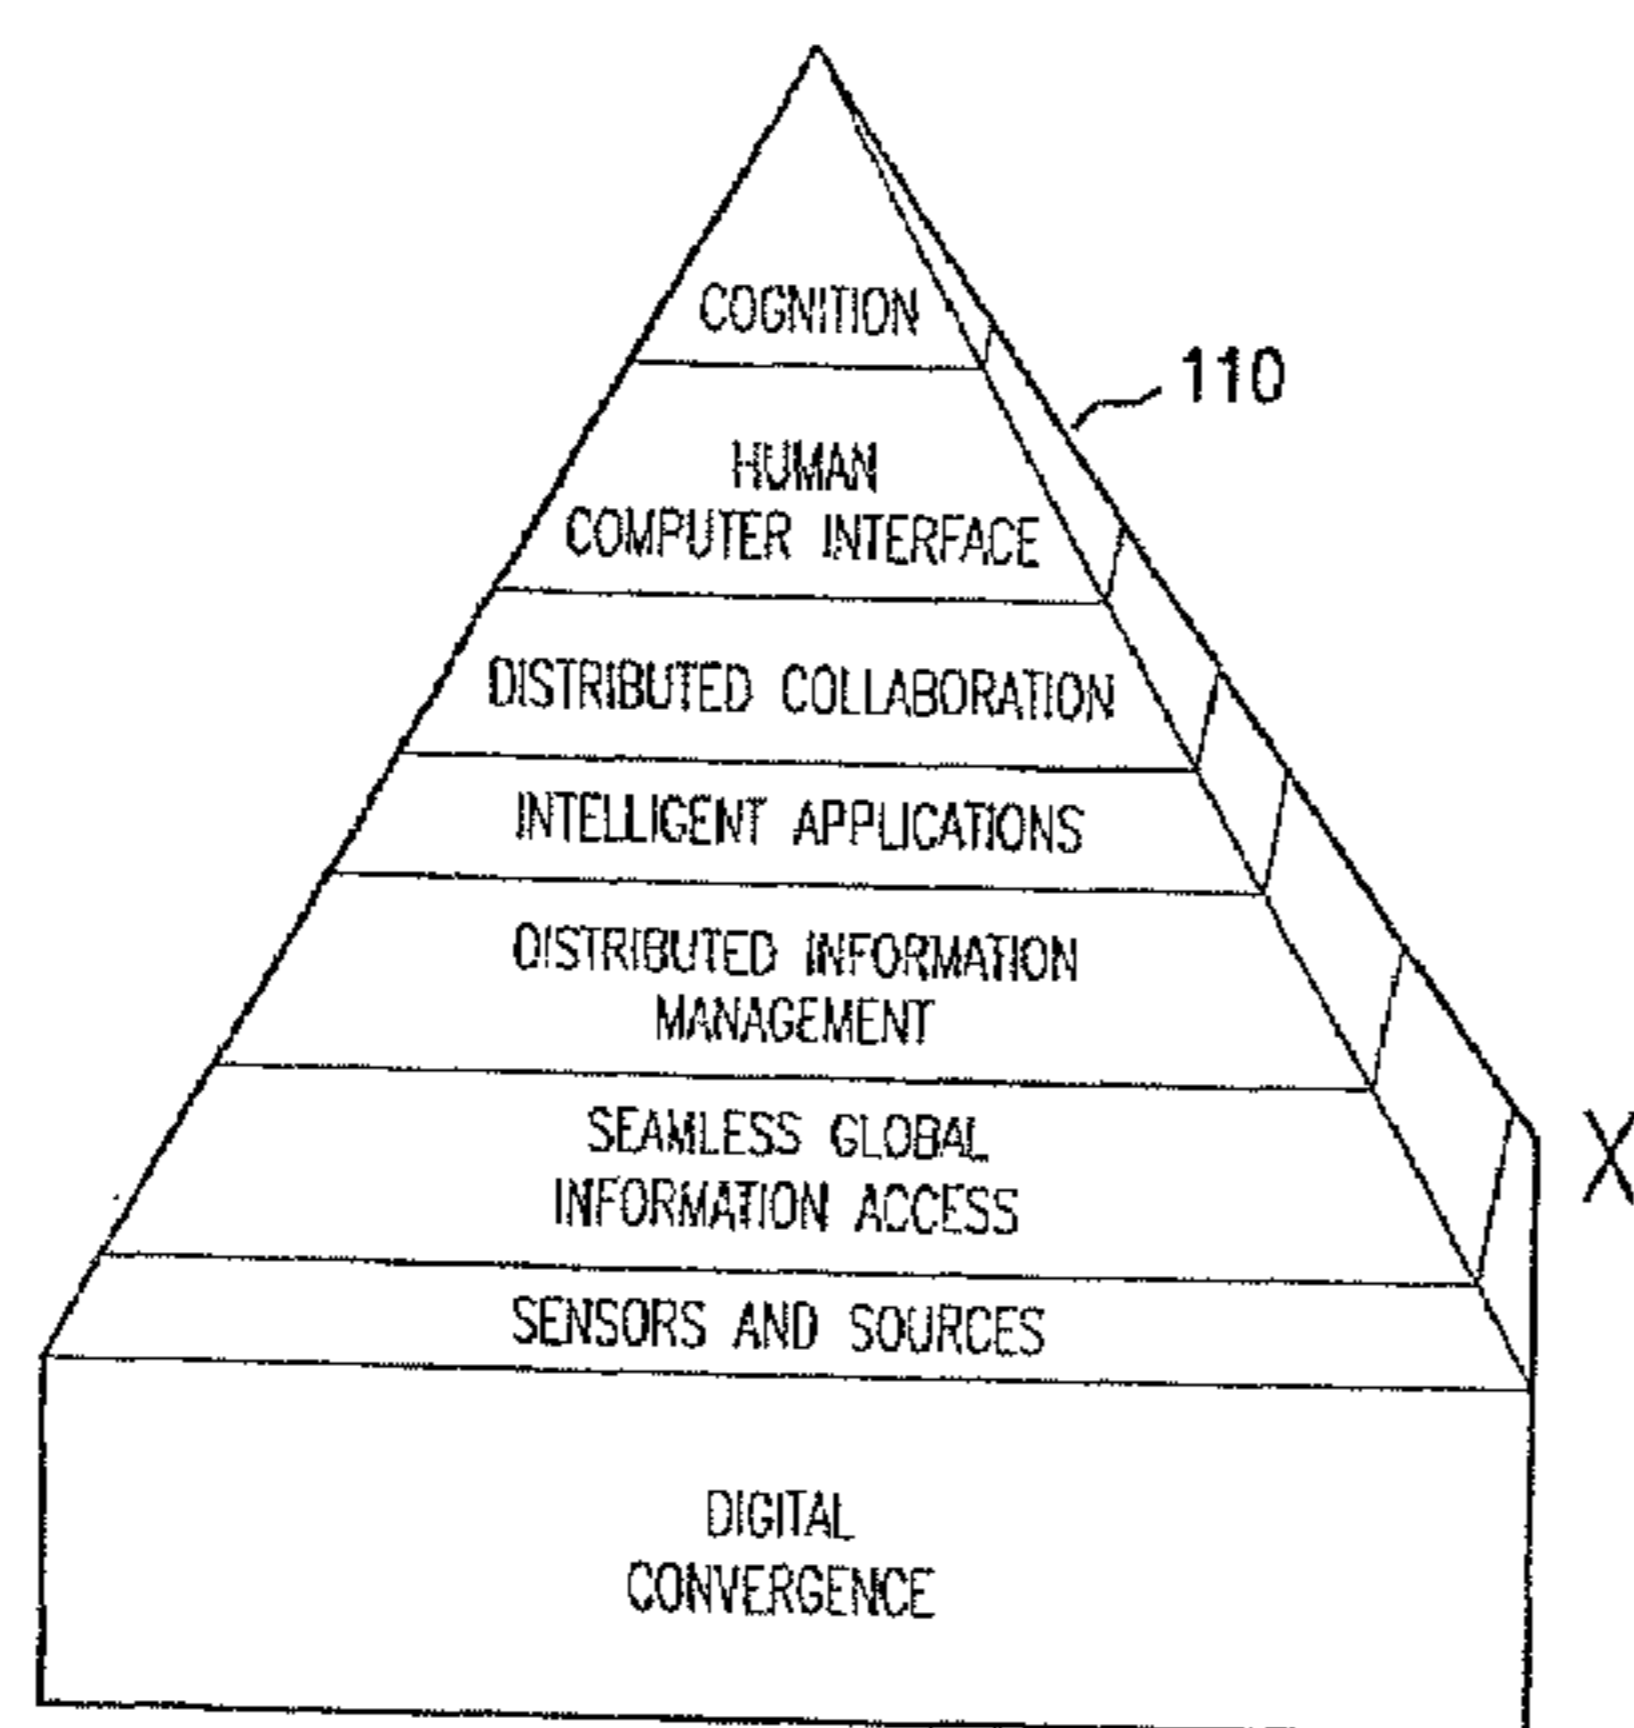 COGNITION
110
HUMAN
COMPUTER INTERFACE
DISTRIBUTED COLLABORATION
INTELLIGENT APPLICATIONS
DISTRIBUTED INFORMATION
MANAGEMENT
SEAMLESS GLOBAL
INFORMATION ACCESS
X
SENSORS AND SOURCES
DIGITAL
CONVERGENCE